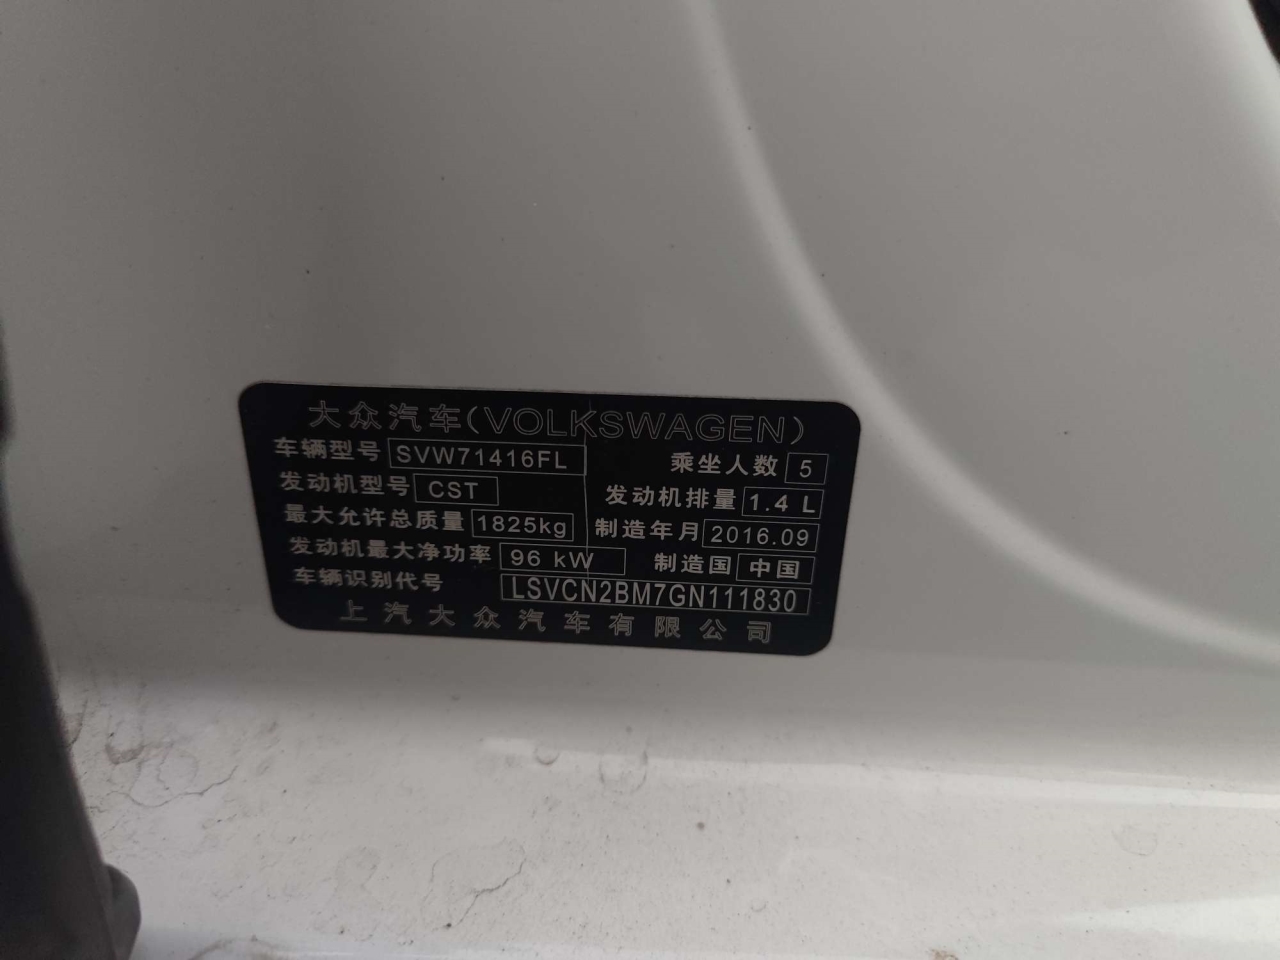 大众汽车(VOLKSWAGEN)
车辆型号 SVW71416FL 乘坐人数 5
发动机型号 CST 发动机排量 1.4 L
最大允许总质量 1825kg 制造年月 2016.09
发动机最大净功率 96 kW 制造国 中国
车辆识别代号 LSVCN2BM7GN111830
上汽大众汽车有限公司